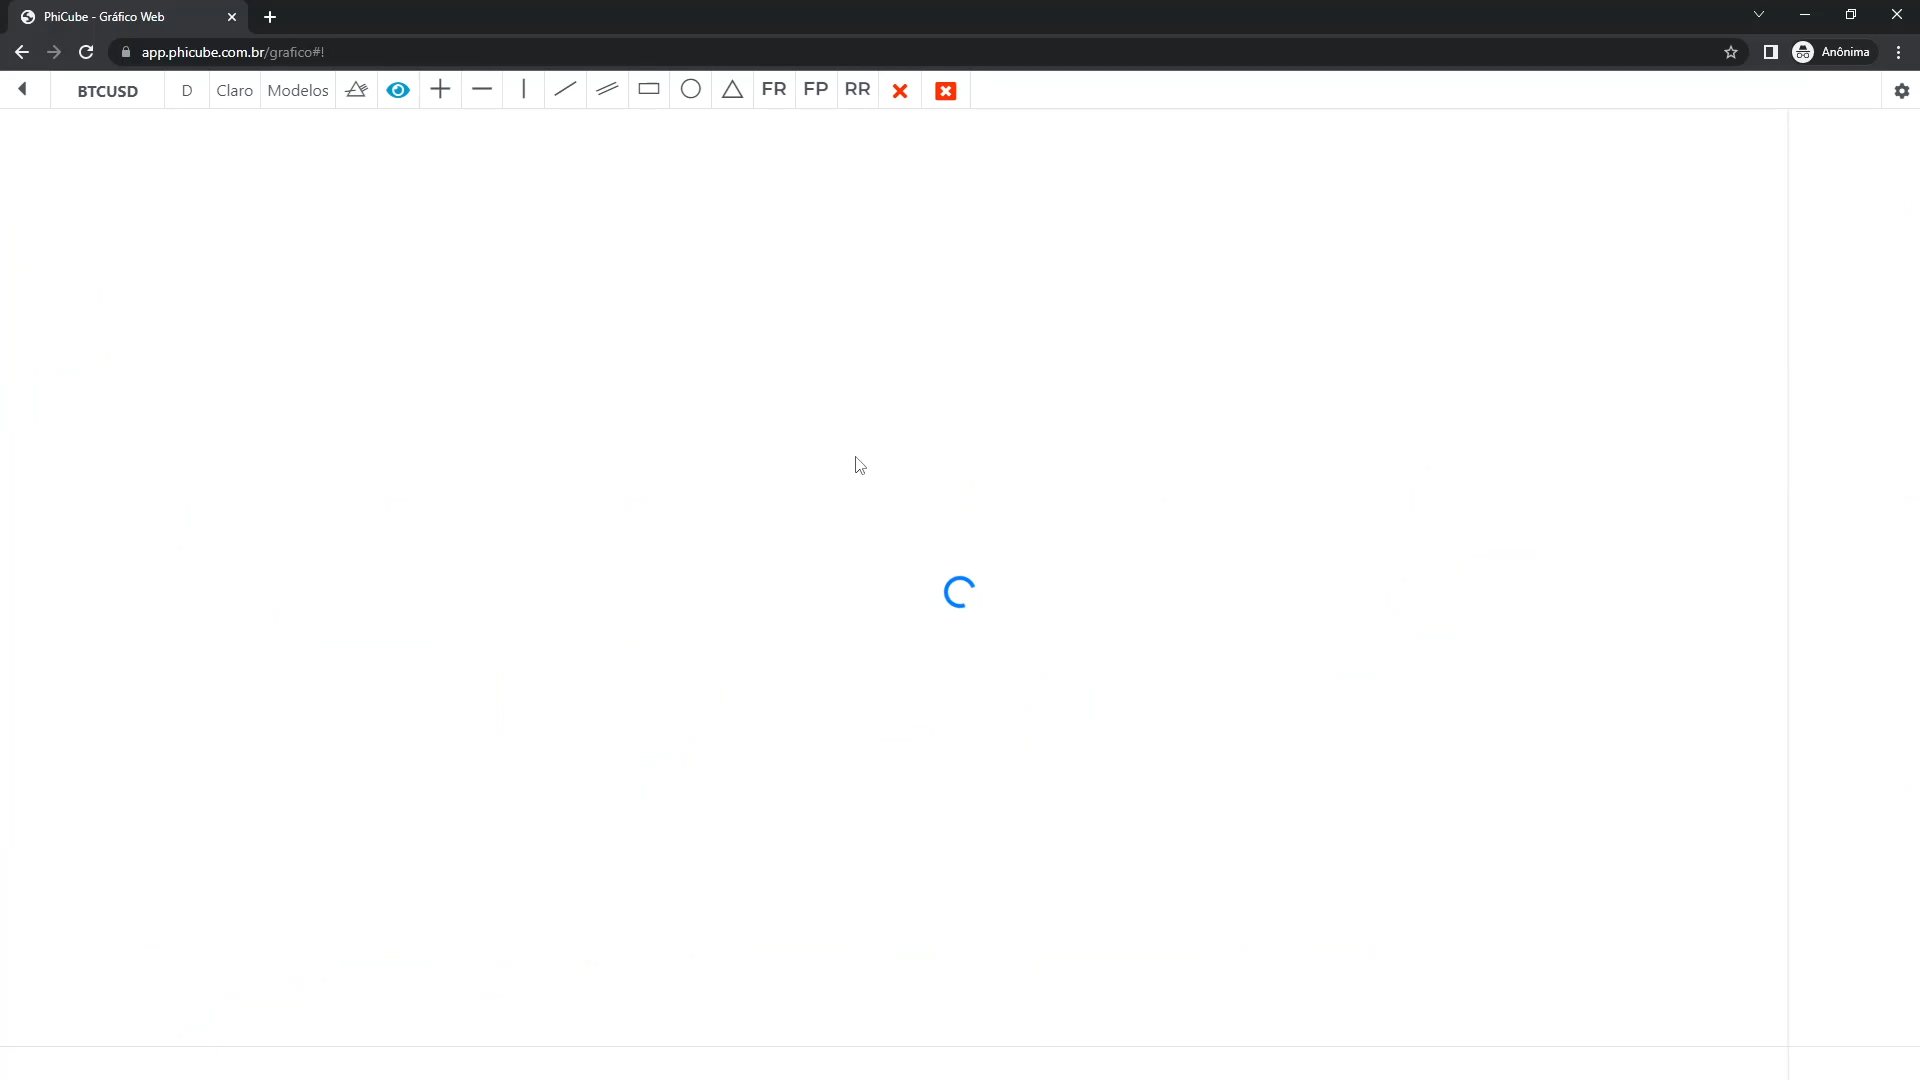 PhiCube - Gráfico Web
app.phicube.com.br/grafico#!
Anônima
BTCUSD D Claro Modelos FR FP RR